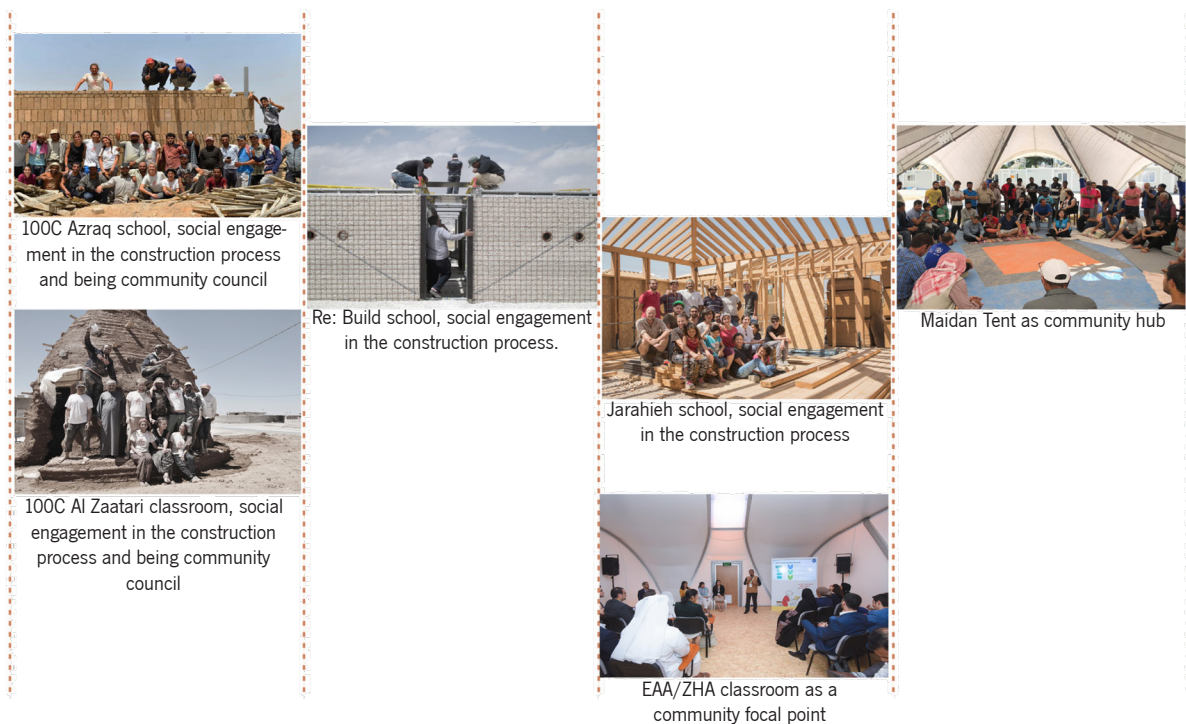 100C Azraq school, social engage-
ment in the construction process
and being community council
100C Al Zaatari classroom, social
engagement in the construction
process and being community
council
Re: Build school, social engagement
in the construction process.
Jarahieh school, social engagement
in the construction process
EAA/ZHA classroom as a
community focal point
Maidan Tent as community hub